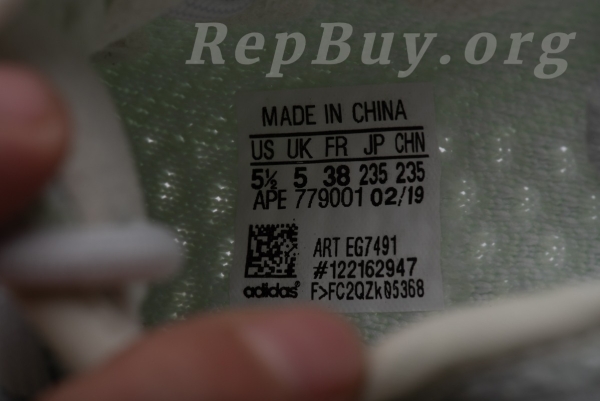 RepBuy.org
MADE IN CHINA
US UK FR JP CHN
5½ 5 38 235 235
APE 779001 02/19
ART EG7491
#122162947
adidas® F>FC2QZk05368